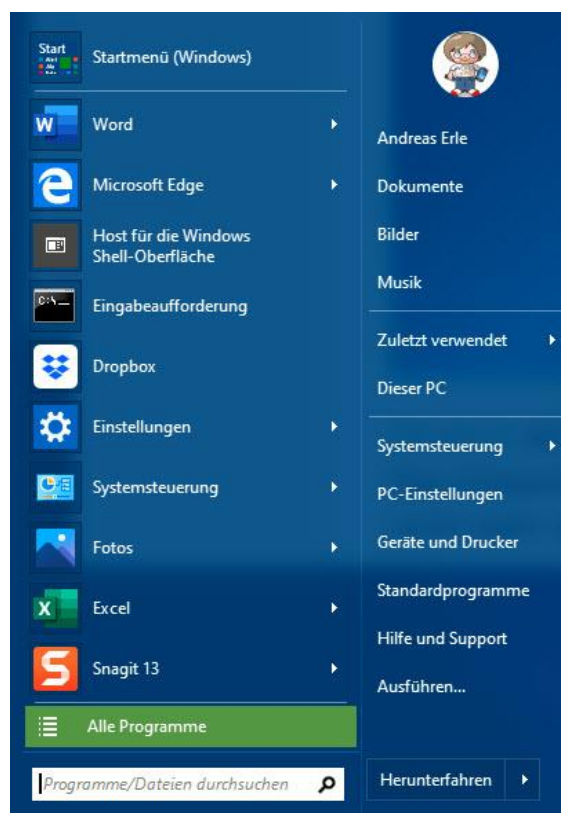 Start
Startmenü (Windows)
Word
Microsoft Edge
Host für die Windows
Shell-Oberfläche
C:\_
Eingabeaufforderung
Dropbox
Einstellungen
Systemsteuerung
Fotos
Excel
Snagit 13
Alle Programme
Programme/Dateien durchsuchen
Andreas Erle
Dokumente
Bilder
Musik
Zuletzt verwendet
Dieser PC
Systemsteuerung
PC-Einstellungen
Geräte und Drucker
Standardprogramme
Hilfe und Support
Ausführen...
Herunterfahren